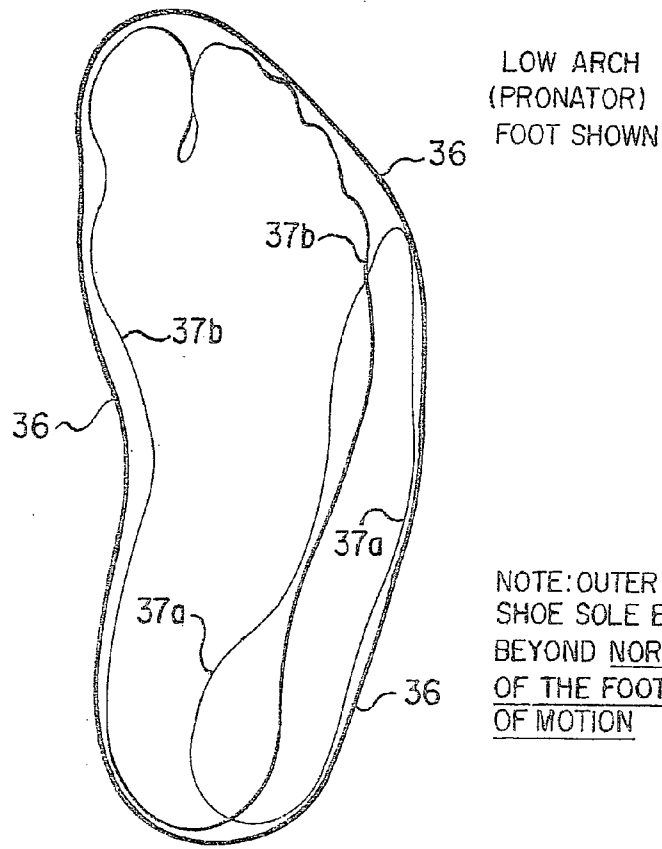 LOW ARCH
(PRONATOR)
FOOT SHOWN
36
37b
37b
36
37a
37a
NOTE: OUTER
SHOE SOLE
BEYOND
OF THE FOOT
36
OF MOTION